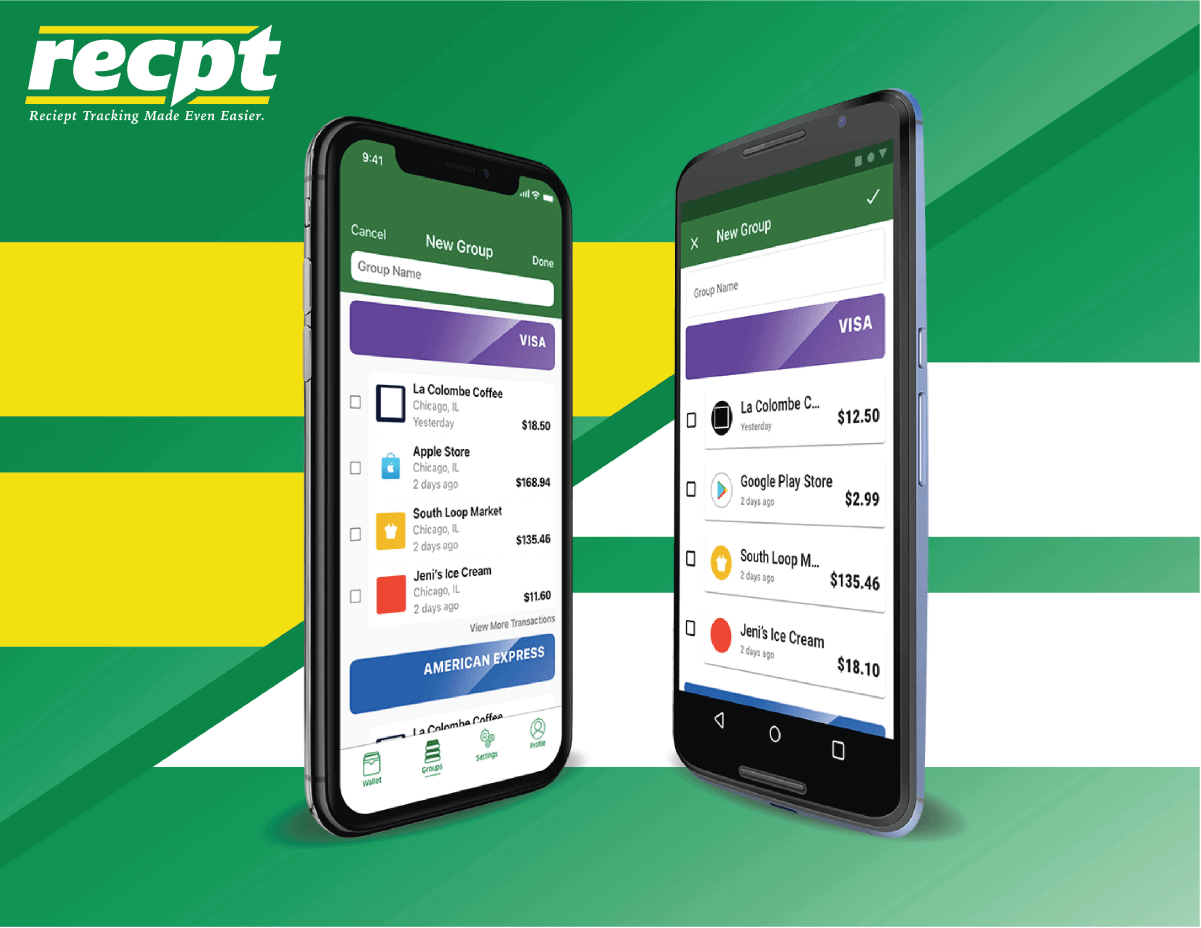 recpt
Reciept Tracking Made Even Easier.
9:41
Cancel
New Group
Done
Group Name
VISA
La Colombe Coffee
Chicago, IL
Yesterday
$18.50
Apple Store
Chicago, IL
2 days ago
$168.94
South Loop Market
Chicago, IL
2 days ago
$135.46
Jeni's Ice Cream
Chicago, IL
2 days ago
$11.60
View More Transactions
AMERICAN EXPRESS
La Colombe Coffee
Wallet
Groups
Settings
Profile
New Group
Group Name
VISA
La Colombe C...
Yesterday
$12.50
Google Play Store
2 days ago
$2.99
South Loop M...
2 days ago
$135.46
Jeni's Ice Cream
2 days ago
$18.10